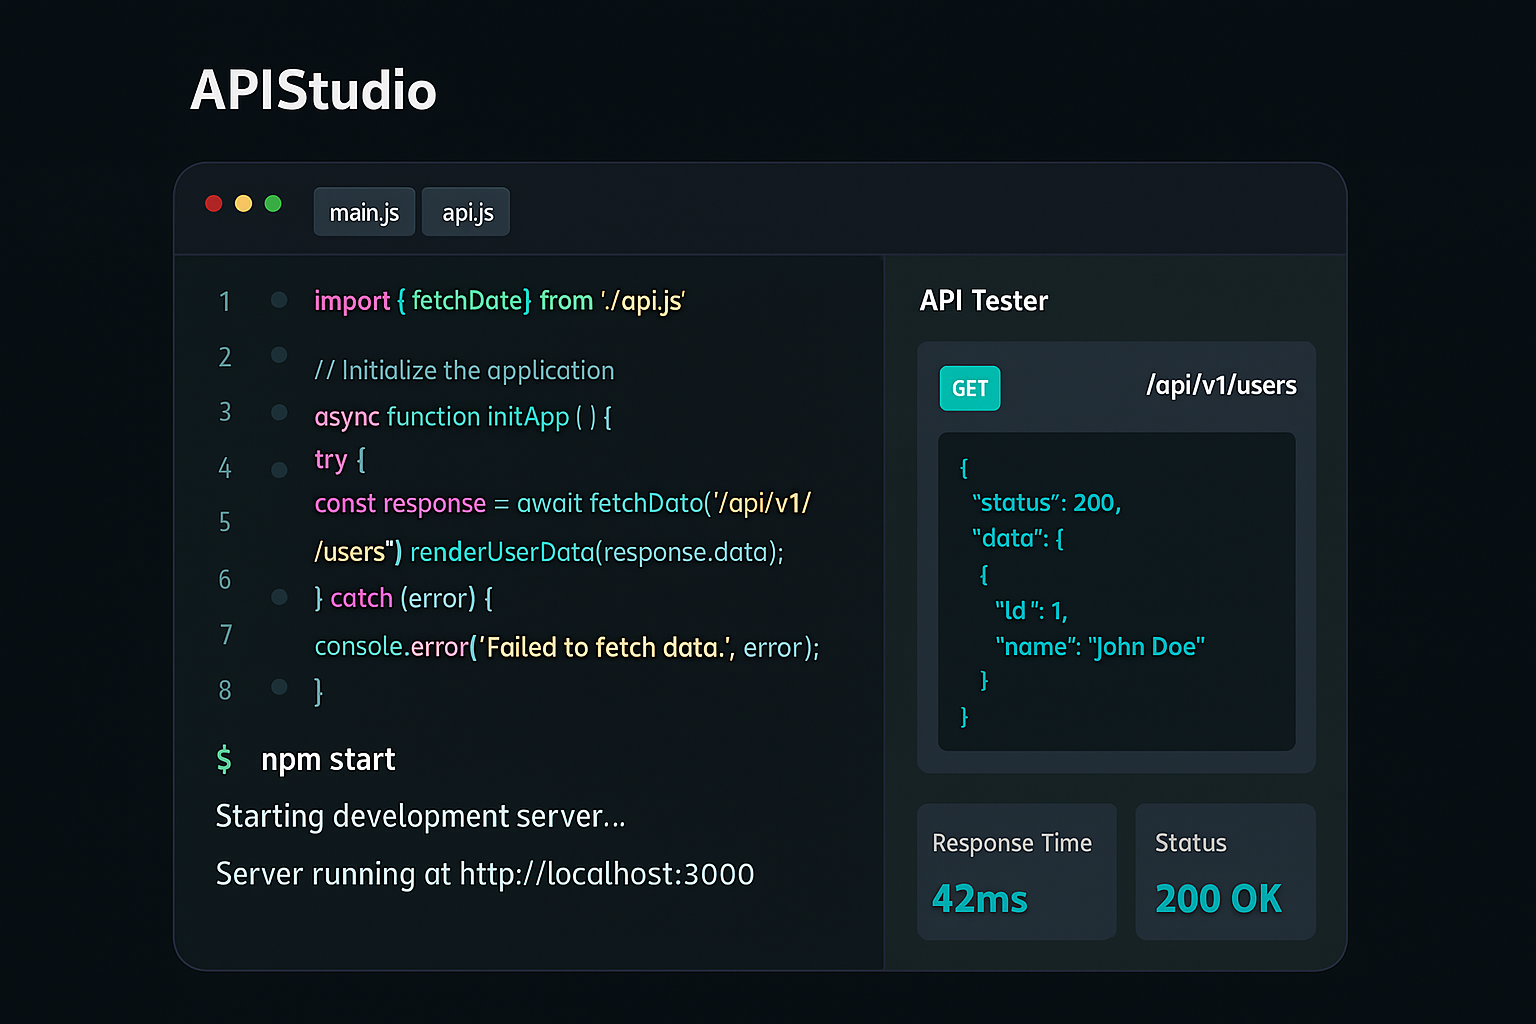 APIStudio
main.js api.js
1 import { fetchDate} from './api.js'
2
// Initialize the application
3 async function initApp ( ) {
4 try {
const response = await fetchDato('/api/v1/
5
/users") renderUserData(response.data);
6 } catch (error) {
7 console.error('Failed to fetch data.', error);
8 }
$ npm start
Starting development server...
Server running at http://localhost:3000
API Tester
GET /api/v1/users
{
"status": 200,
"data": {
{
"ld": 1,
"name": "John Doe"
}
}
Response Time
42ms
Status
200 OK